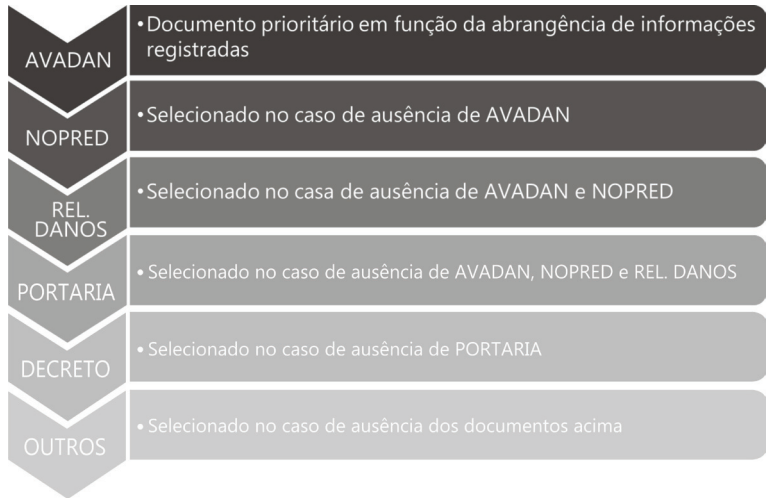 AVADAN
•Documento prioritário em função da abrangência de informações
registradas
NOPRED
•Selecionado no caso de ausência de AVADAN
REL.
DANOS
•Selecionado no casa de ausência de AVADAN e NOPRED
PORTARIA
• Selecionado no caso de ausência de AVADAN, NOPRED e REL. DANOS
DECRETO
• Selecionado no caso de ausência de PORTARIA
OUTROS
• Selecionado no caso de ausência dos documentos acima